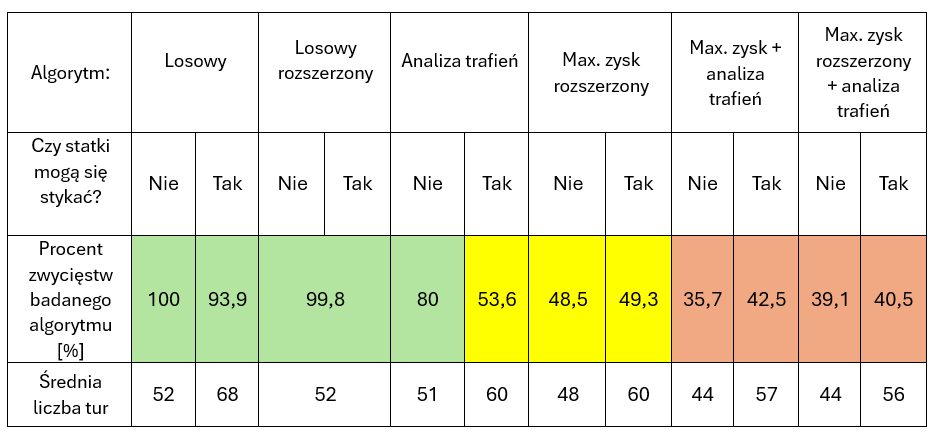 Algorytm:
Losowy
Losowy
rozszerzony
Analiza trafień
Max. zysk
rozszerzony
Max. zysk +
analiza
trafień
Max. zysk
rozszerzony
+ analiza
trafień
Czy statki
mogą się
stykać?
Nie Tak Nie Tak Nie Tak Nie Tak Nie Tak Nie Tak
Procent
zwycięstw
badanego
algorytmu
[%]
100 93,9 99,8 80 53,6 48,5 49,3 35,7 42,5 39,1 40,5
Średnia
liczba tur
52 68 52 51 60 48 60 44 57 44 56